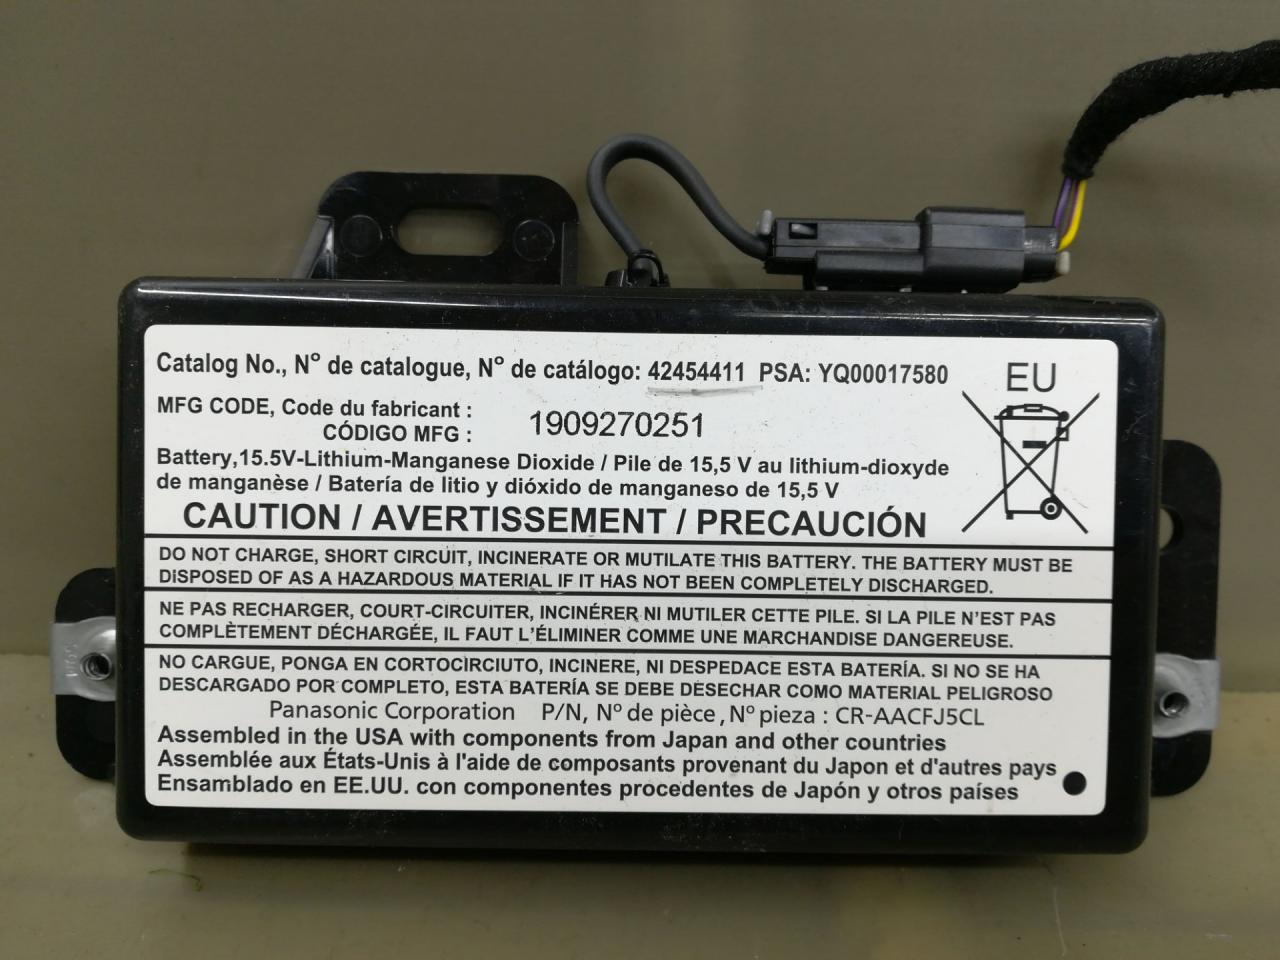 Catalog No., Nº de catalogue, Nº de catálogo: 42454411 PSA: YQ00017580
EU
MFG CODE, Code du fabricant :
CÓDIGO MFG :
1909270251
Battery,15.5V-Lithium-Manganese Dioxide / Pile de 15,5 V au lithium-dioxyde
de manganèse / Batería de litio y dióxido de manganeso de 15,5 V
CAUTION / AVERTISSEMENT / PRECAUCIÓN
DO NOT CHARGE, SHORT CIRCUIT, INCINERATE OR MUTILATE THIS BATTERY. THE BATTERY MUST BE
DISPOSED OF AS A HAZARDOUS MATERIAL IF IT HAS NOT BEEN COMPLETELY DISCHARGED.
NE PAS RECHARGER, COURT-CIRCUITER, INCINÉRER NI MUTILER CETTE PILE. SI LA PILE N'EST PAS
COMPLÈTEMENT DÉCHARGÉE, IL FAUT L'ÉLIMINER COMME UNE MARCHANDISE DANGEREUSE.
NO CARGUE, PONGA EN CORTOCIRCIUTO, INCINERE, NI DESPEDACE ESTA BATERÍA. SI NO SE HA
DESCARGADO POR COMPLETO, ESTA BATERÍA SE DEBE DESECHAR COMO MATERIAL PELIGROSO
Panasonic Corporation P/N, Nº de pièce, Nº pieza : CR-AACFJ5CL
Assembled in the USA with components from Japan and other countries
Assemblée aux États-Unis à l'aide de composants provenant du Japon et d'autres pays
Ensamblado en EE.UU. con componentes procedentes de Japón y otros países